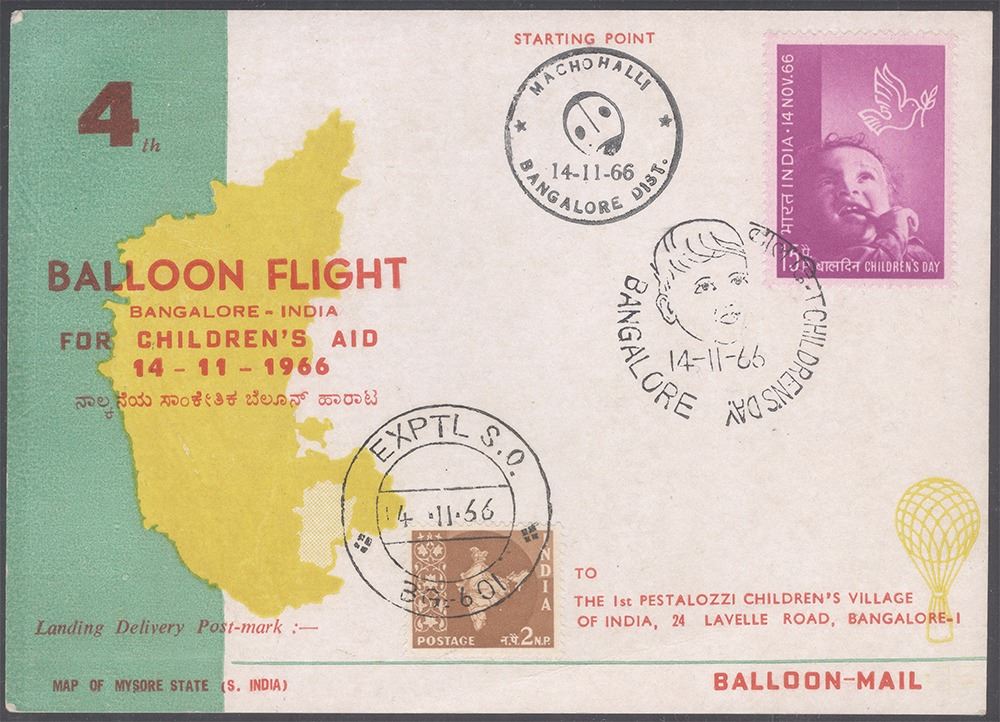 STARTING POINT
4th
MACHOHALLI
14-11-66
BANGALORE DIST.
भारत INDIA · 14 NOV. 66
15 पै. बालदिन CHILDREN'S DAY
BALLOON FLIGHT
BANGALORE - INDIA
FOR CHILDREN'S AID
14 - 11 - 1966
ನಾಲ್ಕನೆಯ ಸಾಂಕೇತಿಕ ಬೆಲೂನ್ ಹಾರಾಟ
CHILDREN'S DAY
14-11-66
BANGALORE
EXPTL S.O.
14 ·11·66
INDIA
POSTAGE न.पै. 2 N.P.
TO
THE 1st PESTALOZZI CHILDREN'S VILLAGE
OF INDIA, 24 LAVELLE ROAD, BANGALORE-1
Landing Delivery Post-mark :—
MAP OF MYSORE STATE (S. INDIA)
BALLOON-MAIL